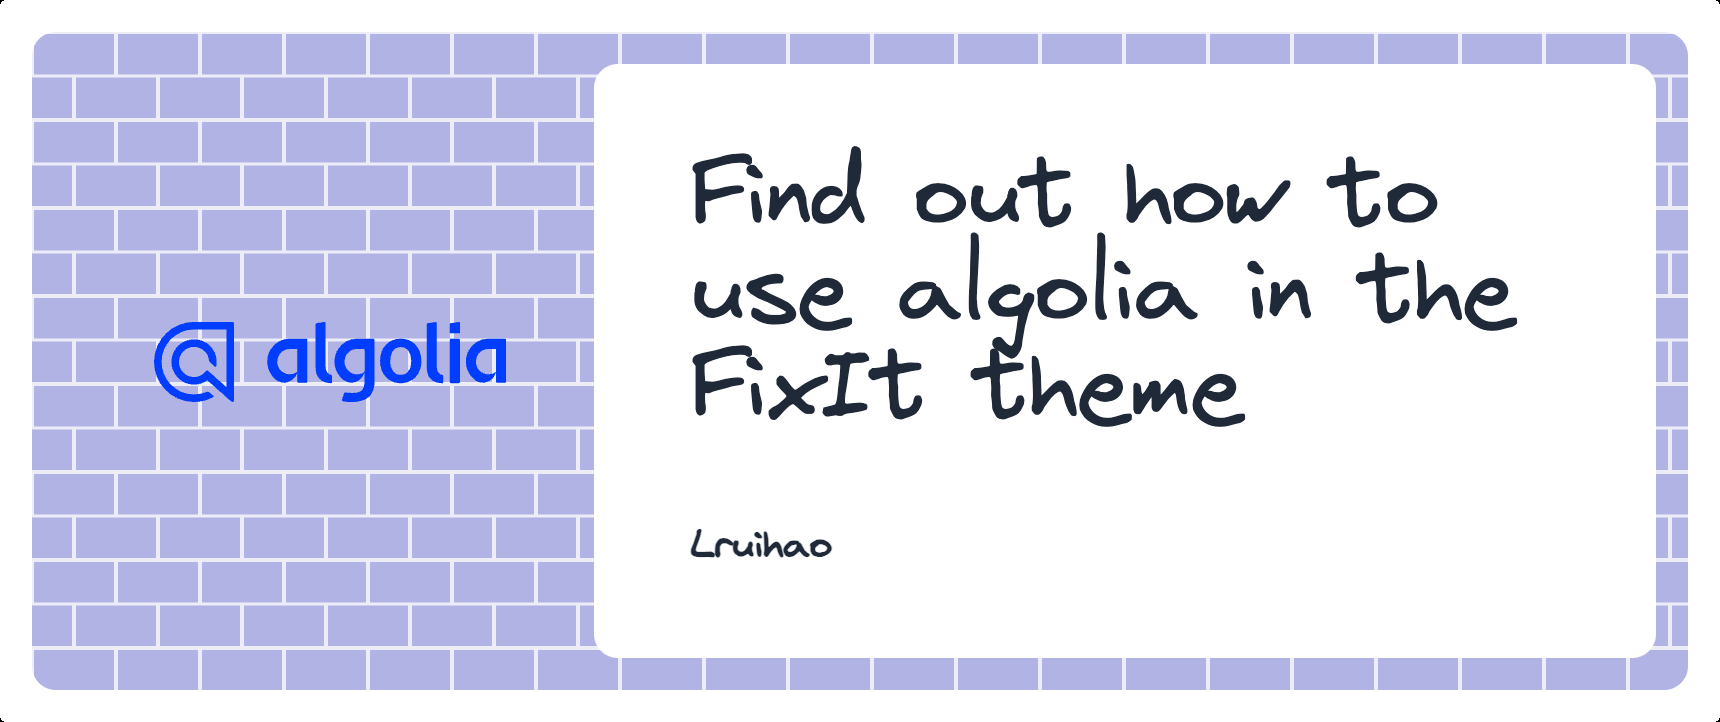 algolia
Find out how to
use algolia in the
FixIt theme
Lruihao